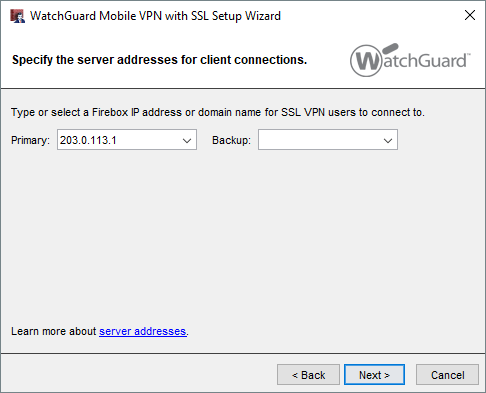 WatchGuard Mobile VPN with SSL Setup Wizard
Specify the server addresses for client connections.
WatchGuard™
Type or select a Firebox IP address or domain name for SSL VPN users to connect to.
Primary: 203.0.113.1 Backup:
Learn more about server addresses.
< Back Next > Cancel